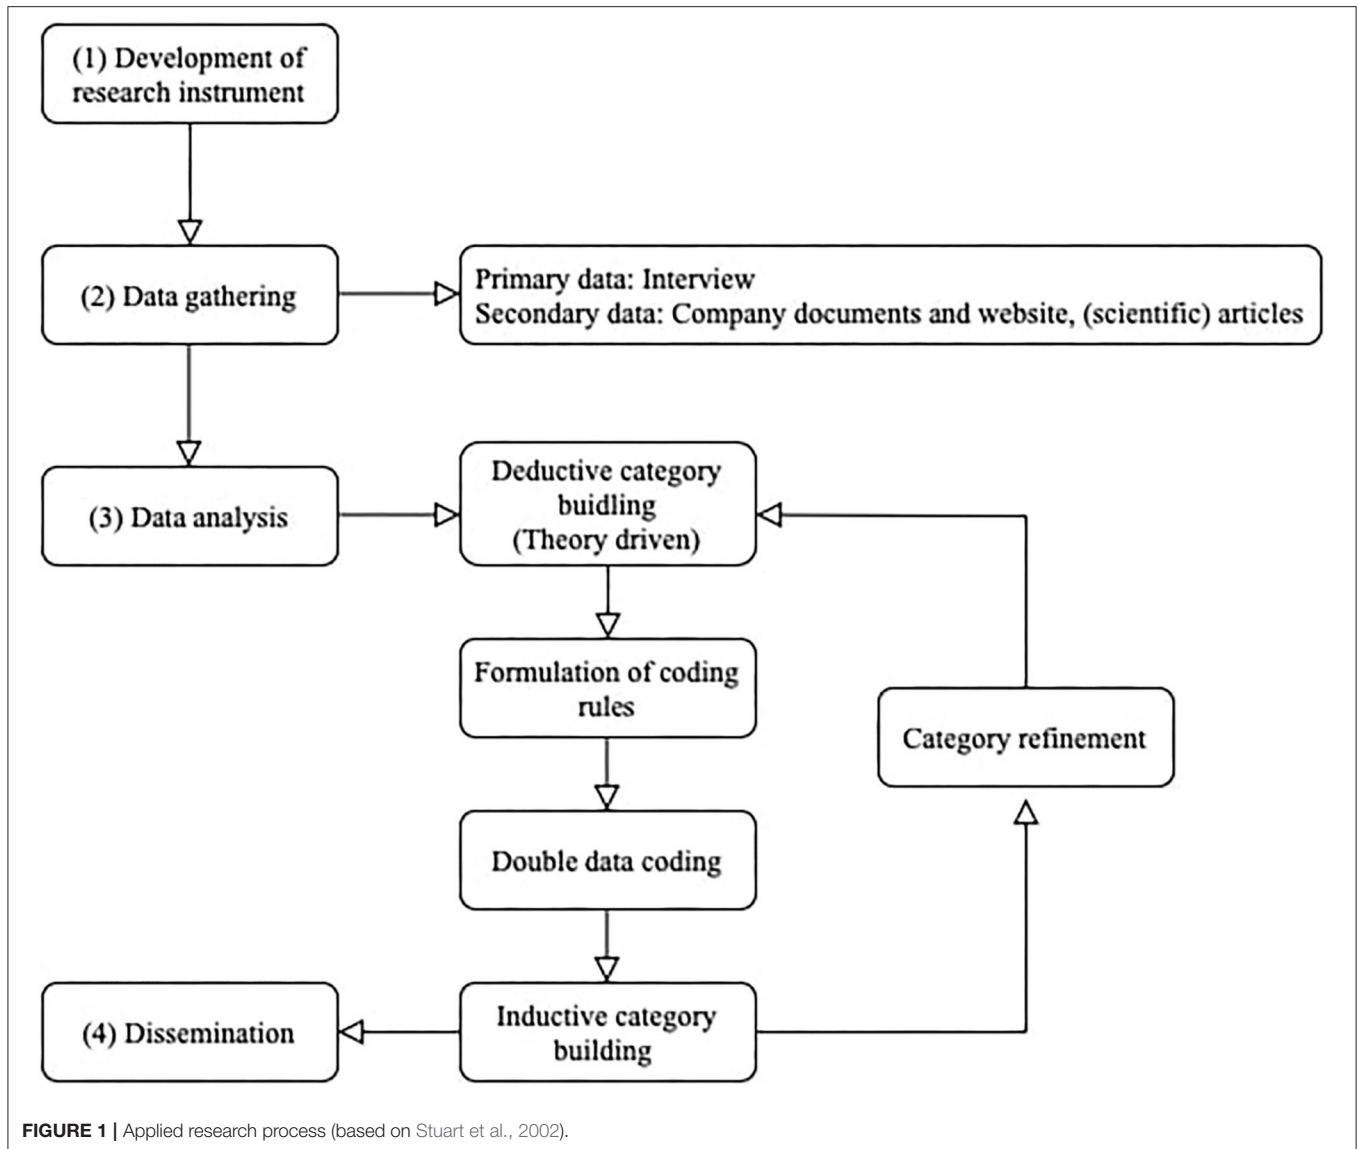 (1) Development of
research instrument
(2) Data gathering
Primary data: Interview
Secondary data: Company documents and website, (scientific) articles
(3) Data analysis
Deductive category
buidling
(Theory driven)
Formulation of coding
rules
Category refinement
Double data coding
(4) Dissemination
Inductive category
building
FIGURE 1 | Applied research process (based on Stuart et al., 2002).